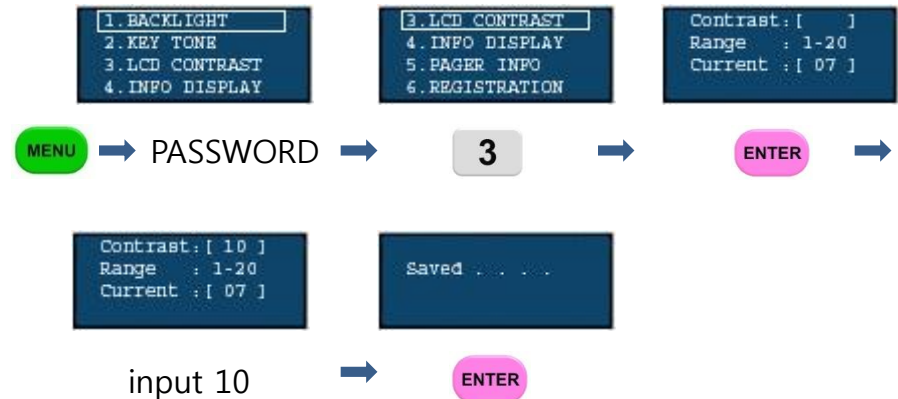 1.BACKLIGHT
2.KEY TONE
3.LCD CONTRAST
4.INFO DISPLAY
3.LCD CONTRAST
4.INFO DISPLAY
5.PAGER INFO
6.REGISTRATION
Contrast:[    ]
Range   : 1-20
Current :[ 07 ]
MENU
PASSWORD
3
ENTER
Contrast:[ 10 ]
Range   : 1-20
Current :[ 07 ]
Saved . . . .
input 10
ENTER